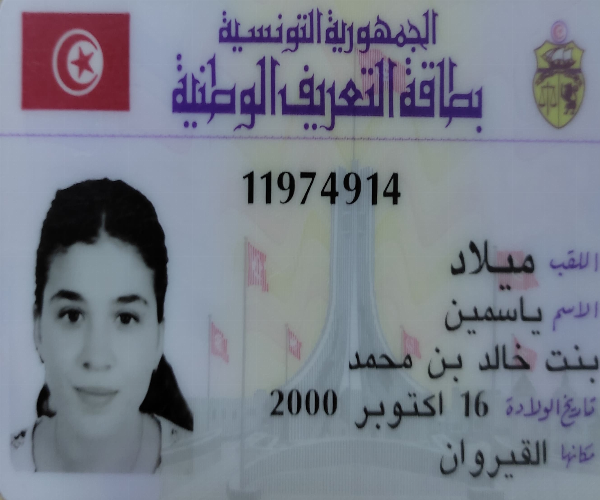 الجمهورية التونسية
بطاقة التعريف الوطنية
11974914
اللقب ميلاد
الاسم ياسمين
بنت خالد بن محمد
تاريخ الولادة 16 اكتوبر 2000
مكانها القيروان